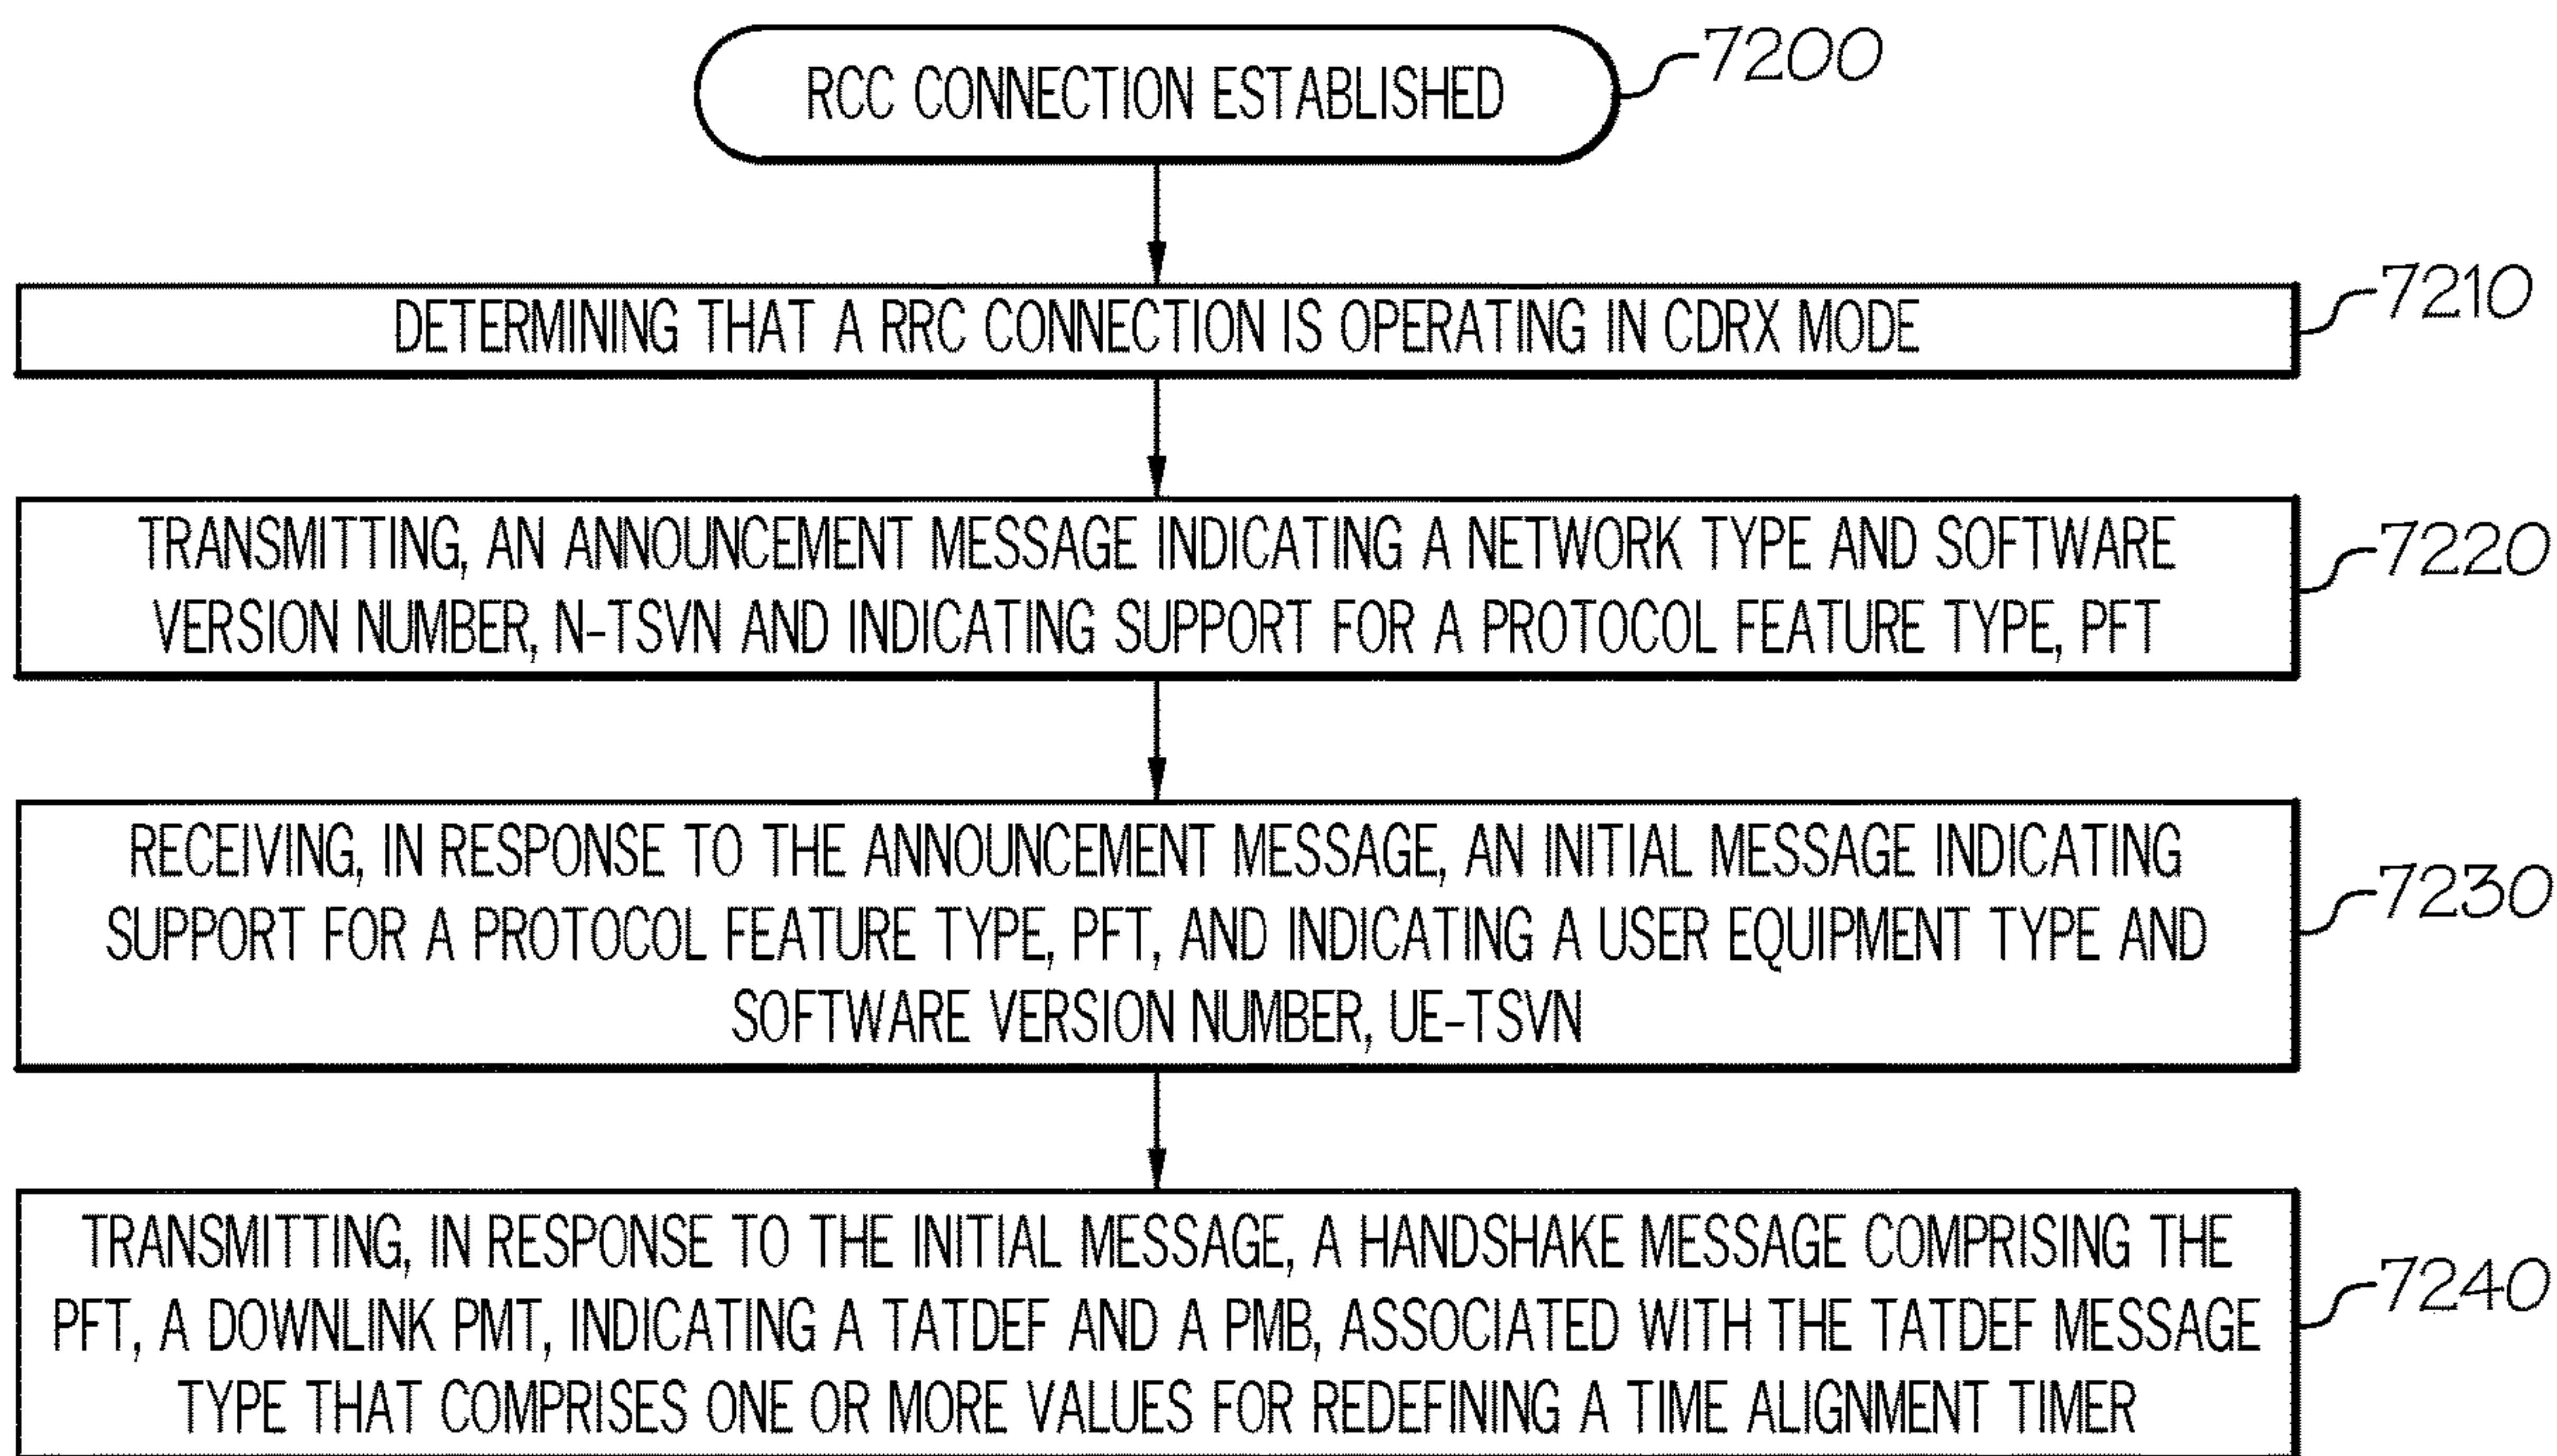 RCC CONNECTION ESTABLISHED
7200
DETERMINING THAT A RRC CONNECTION IS OPERATING IN CDRX MODE
7210
TRANSMITTING, AN ANNOUNCEMENT MESSAGE INDICATING A NETWORK TYPE AND SOFTWARE
VERSION NUMBER, N-TSVN AND INDICATING SUPPORT FOR A PROTOCOL FEATURE TYPE, PFT
7220
RECEIVING, IN RESPONSE TO THE ANNOUNCEMENT MESSAGE, AN INITIAL MESSAGE INDICATING
SUPPORT FOR A PROTOCOL FEATURE TYPE, PFT, AND INDICATING A USER EQUIPMENT TYPE AND
SOFTWARE VERSION NUMBER, UE-TSVN
7230
TRANSMITTING, IN RESPONSE TO THE INITIAL MESSAGE, A HANDSHAKE MESSAGE COMPRISING THE
PFT, A DOWNLINK PMT, INDICATING A TATDEF AND A PMB, ASSOCIATED WITH THE TATDEF MESSAGE
TYPE THAT COMPRISES ONE OR MORE VALUES FOR REDEFINING A TIME ALIGNMENT TIMER
7240